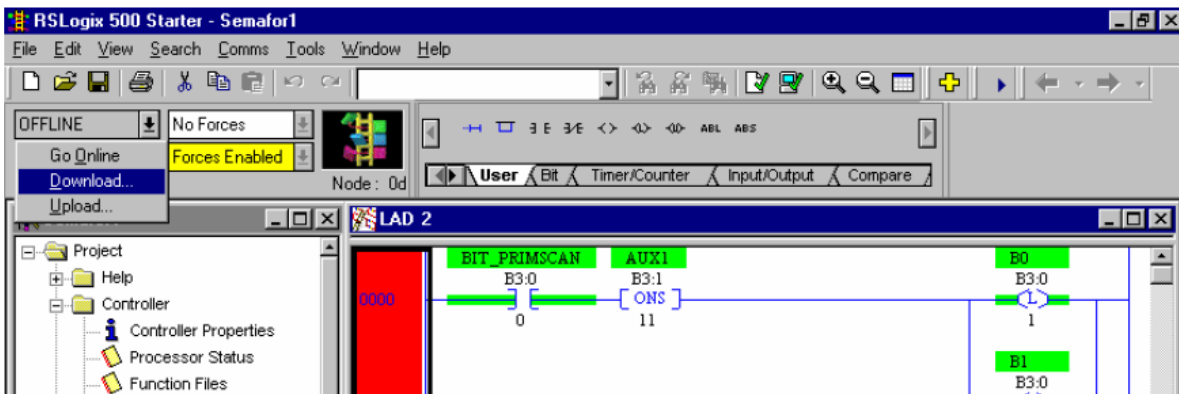 RSLogix 500 Starter - Semafor1
File Edit View Search Comms Tools Window Help
OFFLINE No Forces
Go Online Forces Enabled
Download... Node: 0d
Upload...
ABL ABS
User Bit Timer/Counter Input/Output Compare
LAD 2
Project
Help
Controller
Controller Properties
Processor Status
Function Files
BIT_PRIMSCAN AUX1 B0
B3:0 B3:1 B3:0
0000 ONS L
0 11 1
B1
B3:0